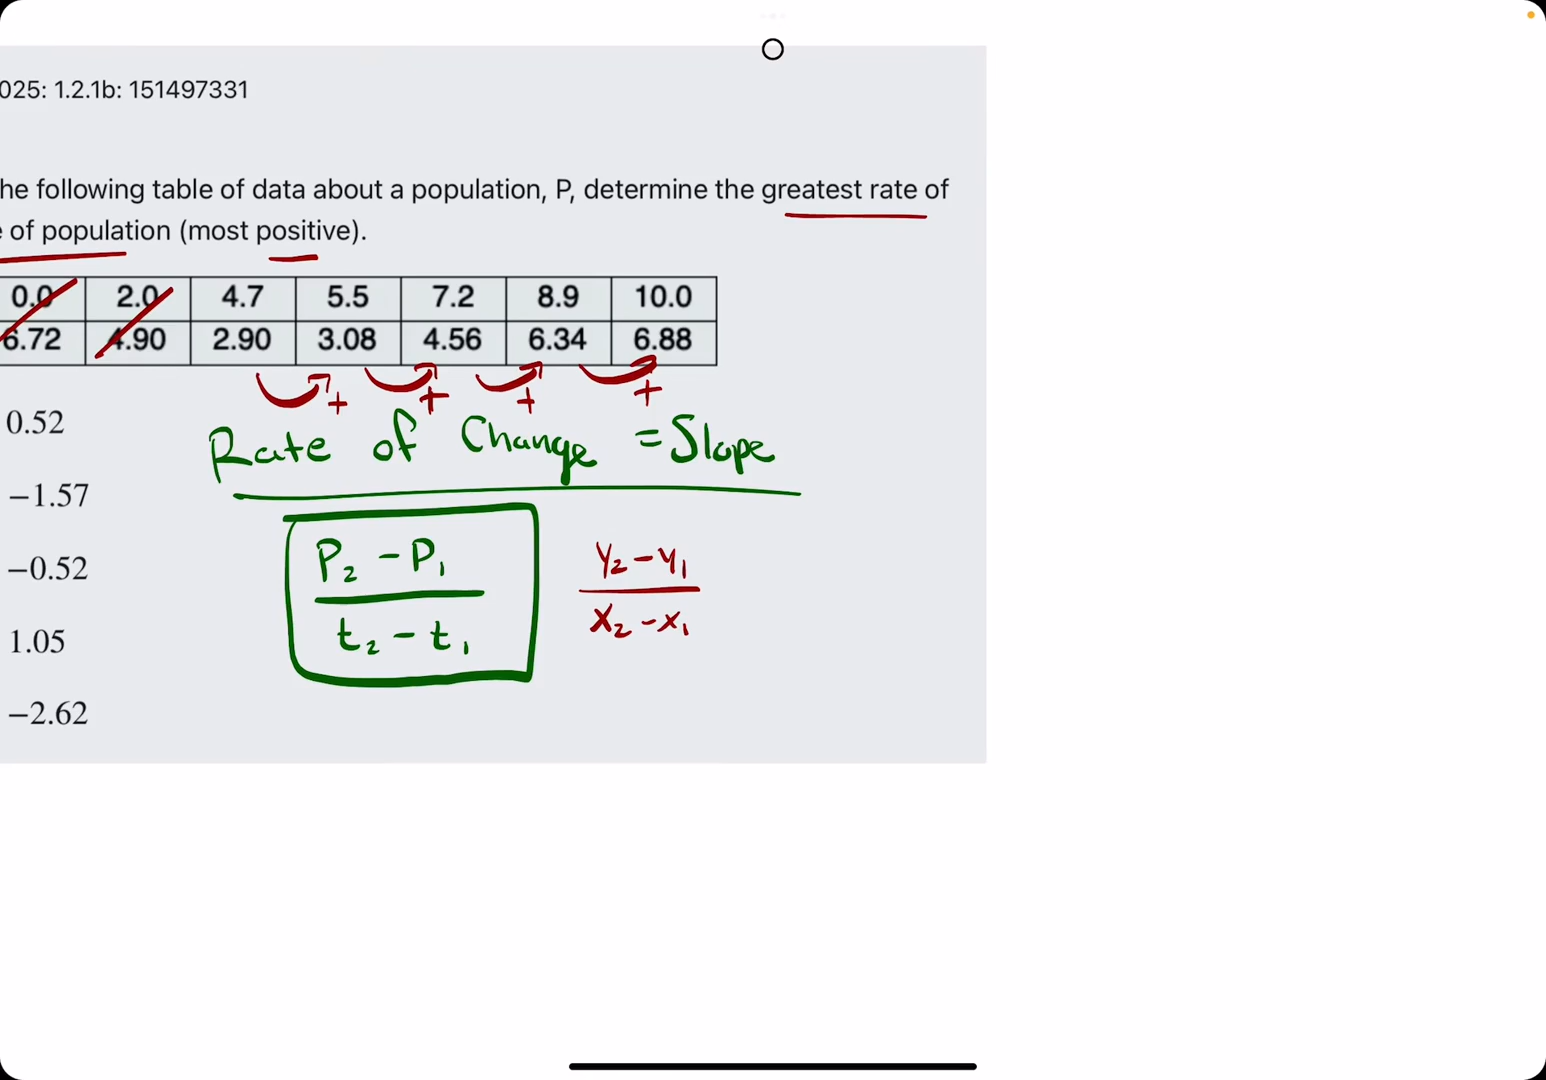 025: 1.2.1b: 151497331
he following table of data about a population, P, determine the greatest rate of
e of population (most positive).
0.0 2.0 4.7 5.5 7.2 8.9 10.0
6.72 4.90 2.90 3.08 4.56 6.34 6.88
+ + + +
0.52
Rate of Change = Slope
−1.57
P₂ − P₁
t₂ − t₁
y₂ − y₁
x₂ − x₁
−0.52
1.05
−2.62